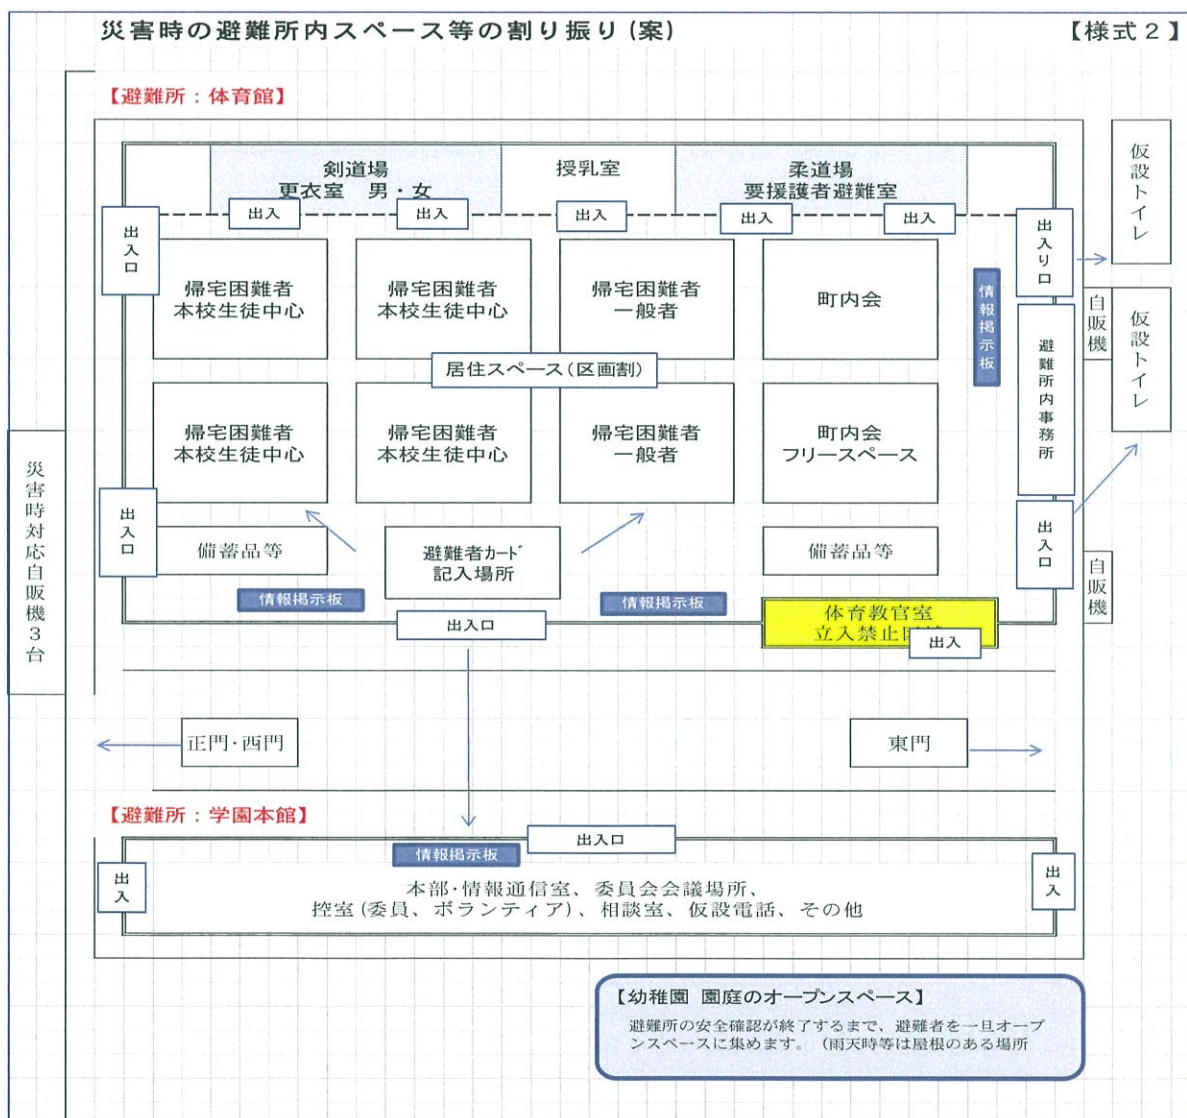 災害時の避難所内スペース等の割り振り(案)
【様式2】
【避難所:体育館】
剣道場
更衣室 男・女
授乳室
柔道場
要援護者避難室
出入
出入
出入
出入
出入
出入口
出入り口
仮設トイレ
帰宅困難者
本校生徒中心
帰宅困難者
本校生徒中心
帰宅困難者
一般者
町内会
情報掲示板
自販機
仮設トイレ
避難所内事務所
居住スペース(区画割)
帰宅困難者
本校生徒中心
帰宅困難者
本校生徒中心
帰宅困難者
一般者
町内会
フリースペース
災害時対応自販機3台
出入口
備蓄品等
避難者カード
記入場所
備蓄品等
出入口
自販機
情報掲示板
情報掲示板
出入口
体育教官室
立入禁止区
出入
正門・西門
東門
【避難所:学園本館】
出入口
情報掲示板
出入
出入
本部・情報通信室、委員会会議場所、
控室(委員、ボランティア)、相談室、仮設電話、その他
【幼稚園 園庭のオープンスペース】
避難所の安全確認が終了するまで、避難者を一旦オープ
ンスペースに集めます。(雨天時等は屋根のある場所